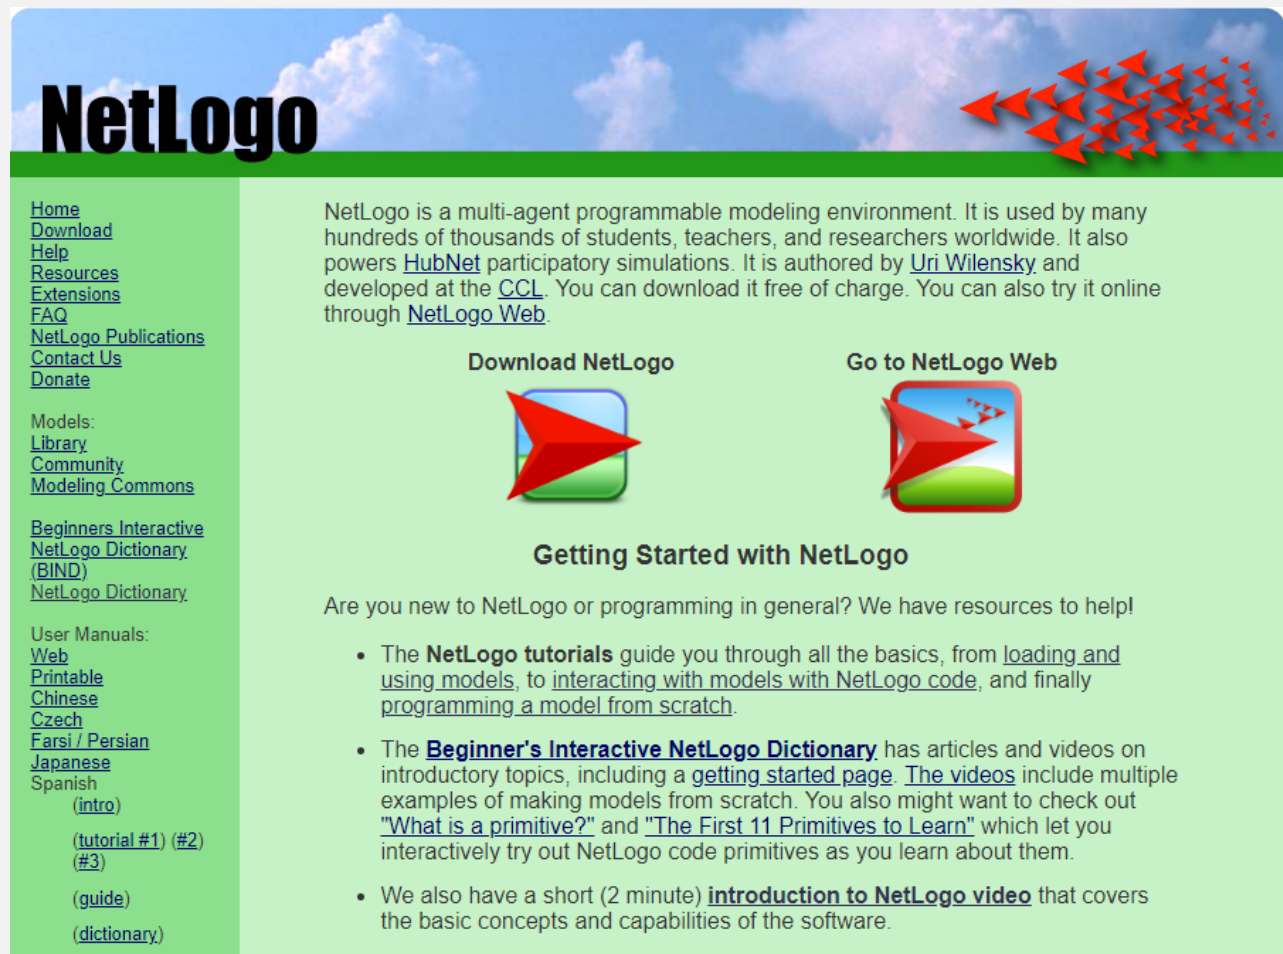 NetLogo
Home
Download
Help
Resources
Extensions
FAQ
NetLogo Publications
Contact Us
Donate
Models:
Library
Community
Modeling Commons
Beginners Interactive
NetLogo Dictionary
(BIND)
NetLogo Dictionary
User Manuals:
Web
Printable
Chinese
Czech
Farsi / Persian
Japanese
Spanish
(intro)
(tutorial #1) (#2)
(#3)
(guide)
(dictionary)
NetLogo is a multi-agent programmable modeling environment. It is used by many
hundreds of thousands of students, teachers, and researchers worldwide. It also
powers HubNet participatory simulations. It is authored by Uri Wilensky and
developed at the CCL. You can download it free of charge. You can also try it online
through NetLogo Web.
Download NetLogo
Go to NetLogo Web
Getting Started with NetLogo
Are you new to NetLogo or programming in general? We have resources to help!
• The NetLogo tutorials guide you through all the basics, from loading and
using models, to interacting with models with NetLogo code, and finally
programming a model from scratch.
• The Beginner's Interactive NetLogo Dictionary has articles and videos on
introductory topics, including a getting started page. The videos include multiple
examples of making models from scratch. You also might want to check out
"What is a primitive?" and "The First 11 Primitives to Learn" which let you
interactively try out NetLogo code primitives as you learn about them.
• We also have a short (2 minute) introduction to NetLogo video that covers
the basic concepts and capabilities of the software.